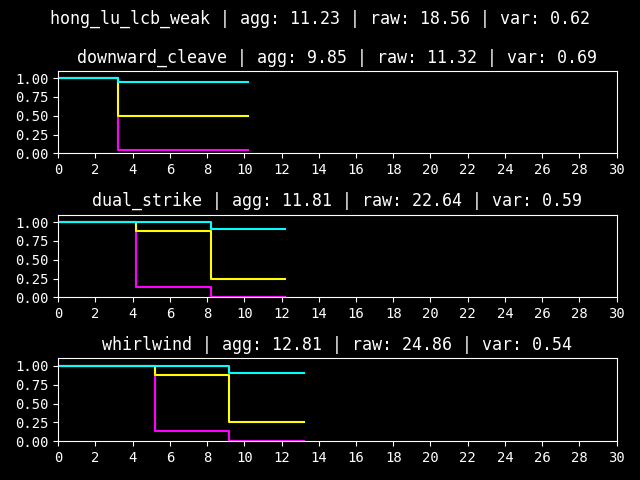 hong_lu_lcb_weak | agg: 11.23 | raw: 18.56 | var: 0.62
downward_cleave | agg: 9.85 | raw: 11.32 | var: 0.69
1.00
0.75
0.50
0.25
0.00
0 2 4 6 8 10 12 14 16 18 20 22 24 26 28 30
dual_strike | agg: 11.81 | raw: 22.64 | var: 0.59
1.00
0.75
0.50
0.25
0.00
0 2 4 6 8 10 12 14 16 18 20 22 24 26 28 30
whirlwind | agg: 12.81 | raw: 24.86 | var: 0.54
1.00
0.75
0.50
0.25
0.00
0 2 4 6 8 10 12 14 16 18 20 22 24 26 28 30